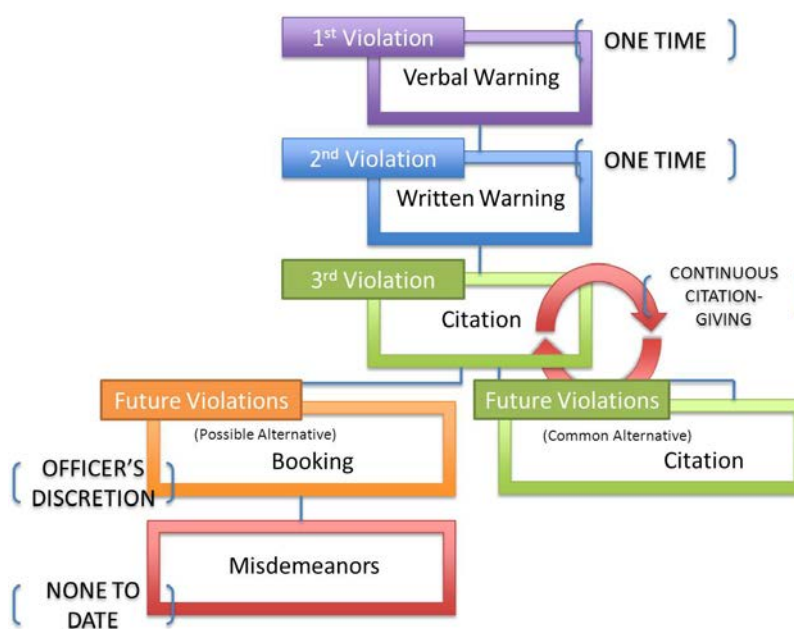 1st Violation
ONE TIME
Verbal Warning
2nd Violation
ONE TIME
Written Warning
3rd Violation
Citation
CONTINUOUS
CITATION-
GIVING
Future Violations
(Possible Alternative)
Booking
OFFICER'S
DISCRETION
Future Violations
(Common Alternative)
Citation
Misdemeanors
NONE TO
DATE